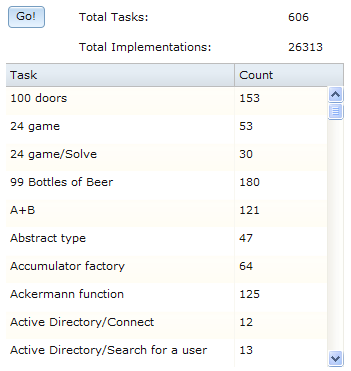 Go! Total Tasks: 606
Total Implementations: 26313
Task Count
100 doors 153
24 game 53
24 game/Solve 30
99 Bottles of Beer 180
A+B 121
Abstract type 47
Accumulator factory 64
Ackermann function 125
Active Directory/Connect 12
Active Directory/Search for a user 13